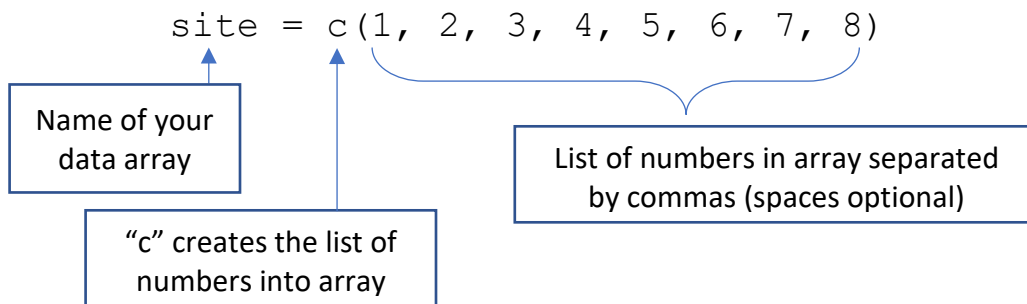 site = c(1, 2, 3, 4, 5, 6, 7, 8)
Name of your
data array
List of numbers in array separated
by commas (spaces optional)
“c” creates the list of
numbers into array